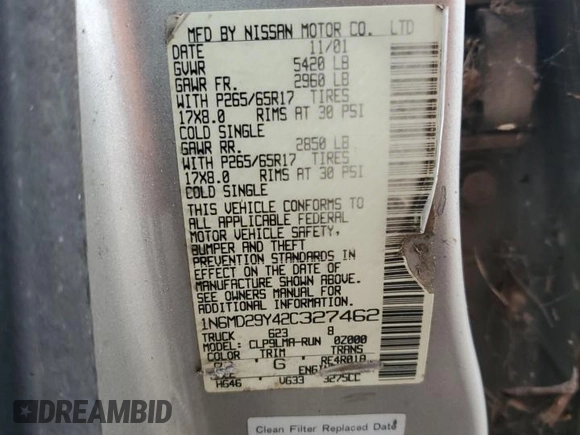 MFD BY NISSAN MOTOR CO. LTD
DATE 11/01
GVWR 5420 LB
GAWR FR. 2960 LB
WITH P265/65R17 TIRES
17X8.0 RIMS AT 30 PSI
COLD SINGLE
GAWR RR. 2850 LB
WITH P265/65R17 TIRES
17X8.0 RIMS AT 30 PSI
COLD SINGLE
THIS VEHICLE CONFORMS TO
ALL APPLICABLE FEDERAL
MOTOR VEHICLE SAFETY,
BUMPER AND THEFT
PREVENTION STANDARDS IN
EFFECT ON THE DATE OF
MANUFACTURE SHOWN ABOVE.
SEE OWNERS MANUAL FOR
ADDITIONAL INFORMATION.
1N6MD29Y42C327462
TRUCK 623 8
MODEL: CLP9LMA-RUN 0Z000
COLOR TRIM TRANS
G RE4R01A
HG46 VG33 3275CC
Clean Filter Replaced Date
DREAMBID